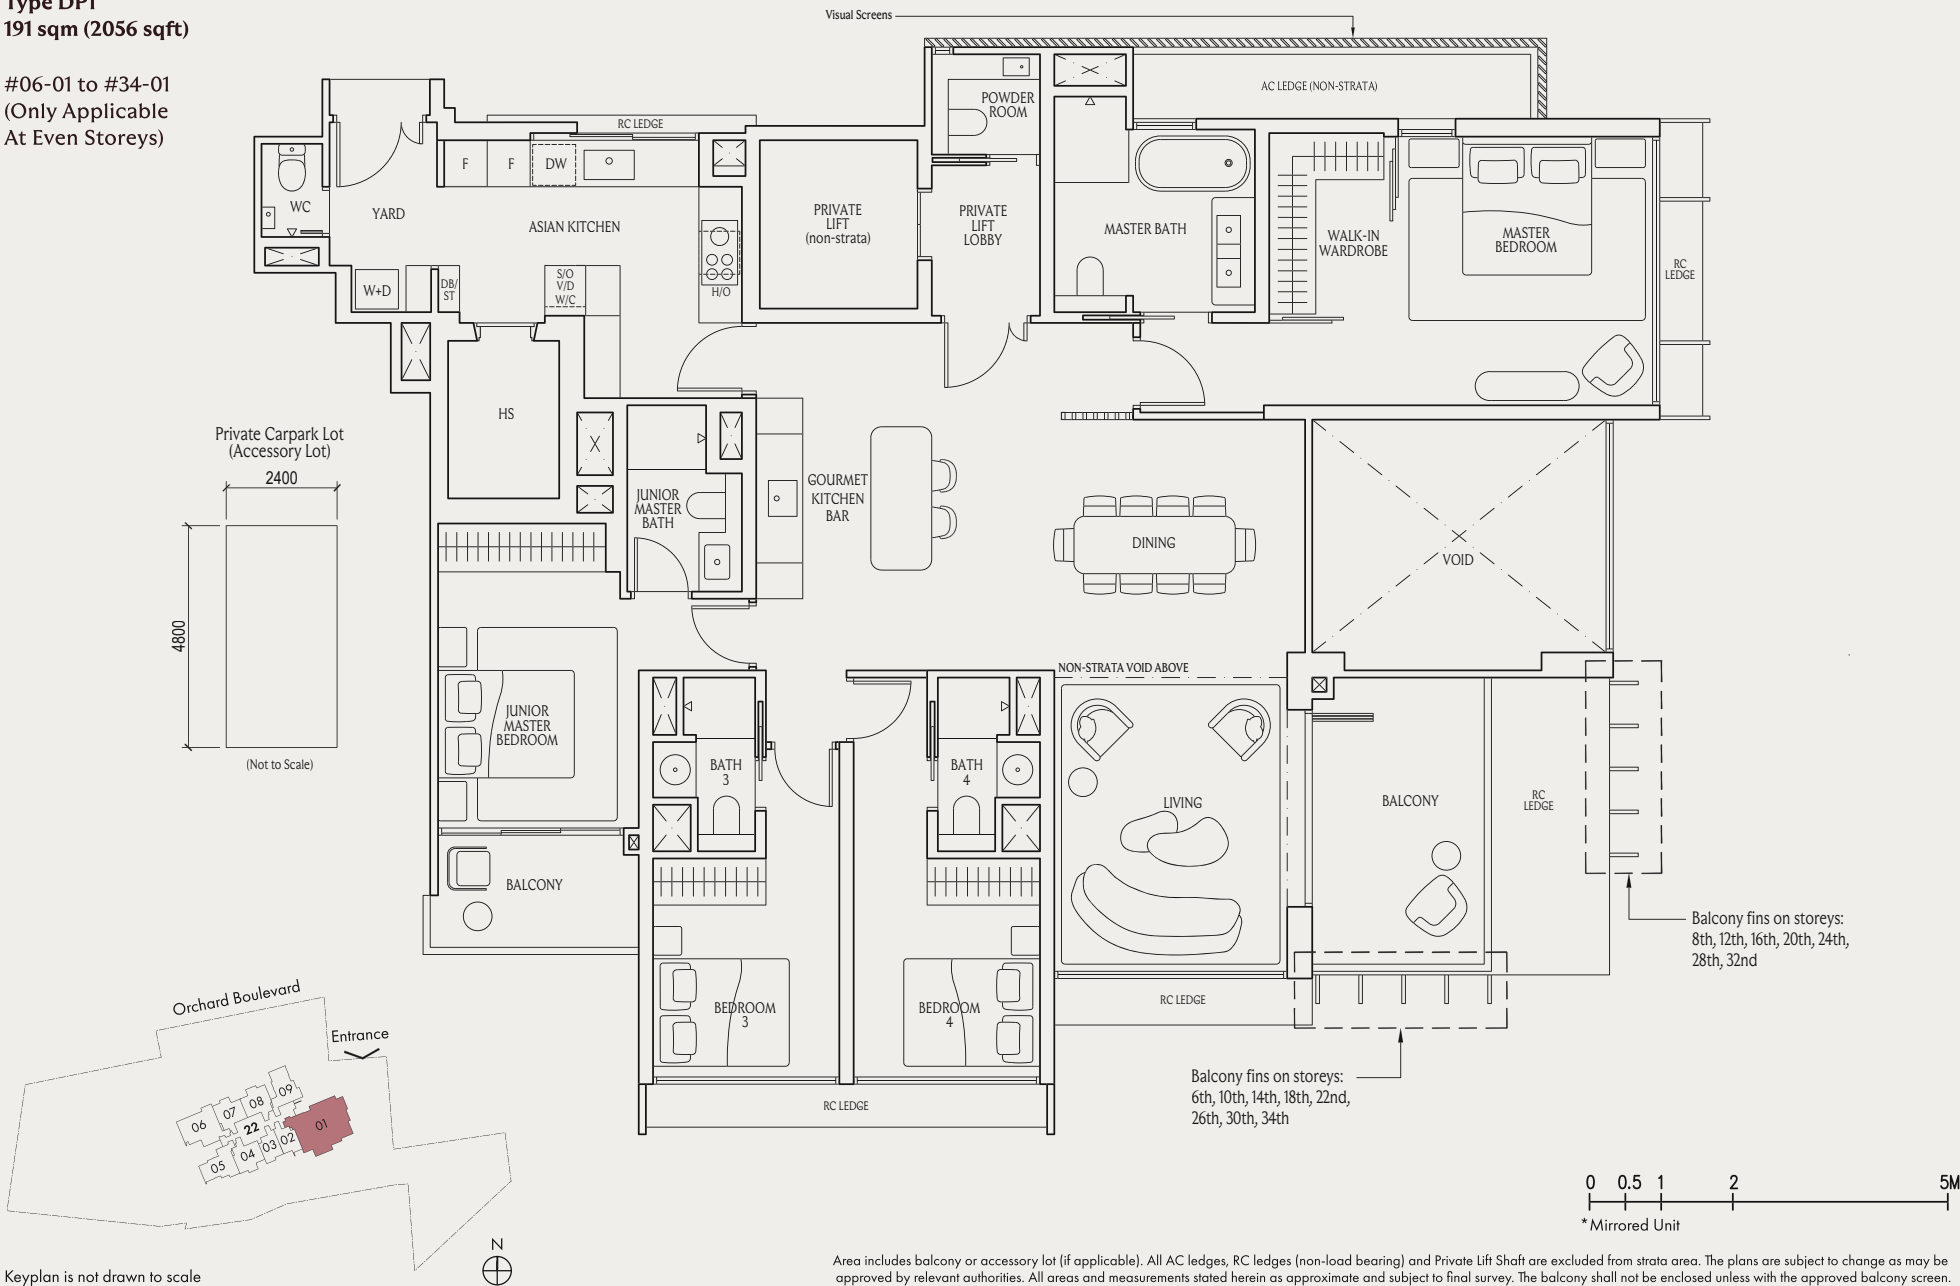 Type DP1
191 sqm (2056 sqft)
#06-01 to #34-01
(Only Applicable
At Even Storeys)
Visual Screens
AC LEDGE (NON-STRATA)
RC LEDGE
POWDER
ROOM
F
F
DW
WC
YARD
ASIAN KITCHEN
PRIVATE
LIFT
(non-strata)
PRIVATE
LIFT
LOBBY
MASTER BATH
WALK-IN
WARDROBE
MASTER
BEDROOM
RC
LEDGE
W+D
DB/
ST
S/O
V/D
W/C
H/O
HS
Private Carpark Lot
(Accessory Lot)
2400
4800
(Not to Scale)
JUNIOR
MASTER
BATH
GOURMET
KITCHEN
BAR
DINING
VOID
NON-STRATA VOID ABOVE
JUNIOR
MASTER
BEDROOM
BATH
3
BATH
4
LIVING
BALCONY
RC
LEDGE
BALCONY
Balcony fins on storeys:
8th, 12th, 16th, 20th, 24th,
28th, 32nd
BEDROOM
3
BEDROOM
4
RC LEDGE
RC LEDGE
Balcony fins on storeys:
6th, 10th, 14th, 18th, 22nd,
26th, 30th, 34th
Orchard Boulevard
Entrance
09
08
07
06
22
01
02
03
04
05
0 0.5 1 2 5M
*Mirrored Unit
N
Keyplan is not drawn to scale
Area includes balcony or accessory lot (if applicable). All AC ledges, RC ledges (non-load bearing) and Private Lift Shaft are excluded from strata area. The plans are subject to change as may be
approved by relevant authorities. All areas and measurements stated herein as approximate and subject to final survey. The balcony shall not be enclosed unless with the approved balcony screen